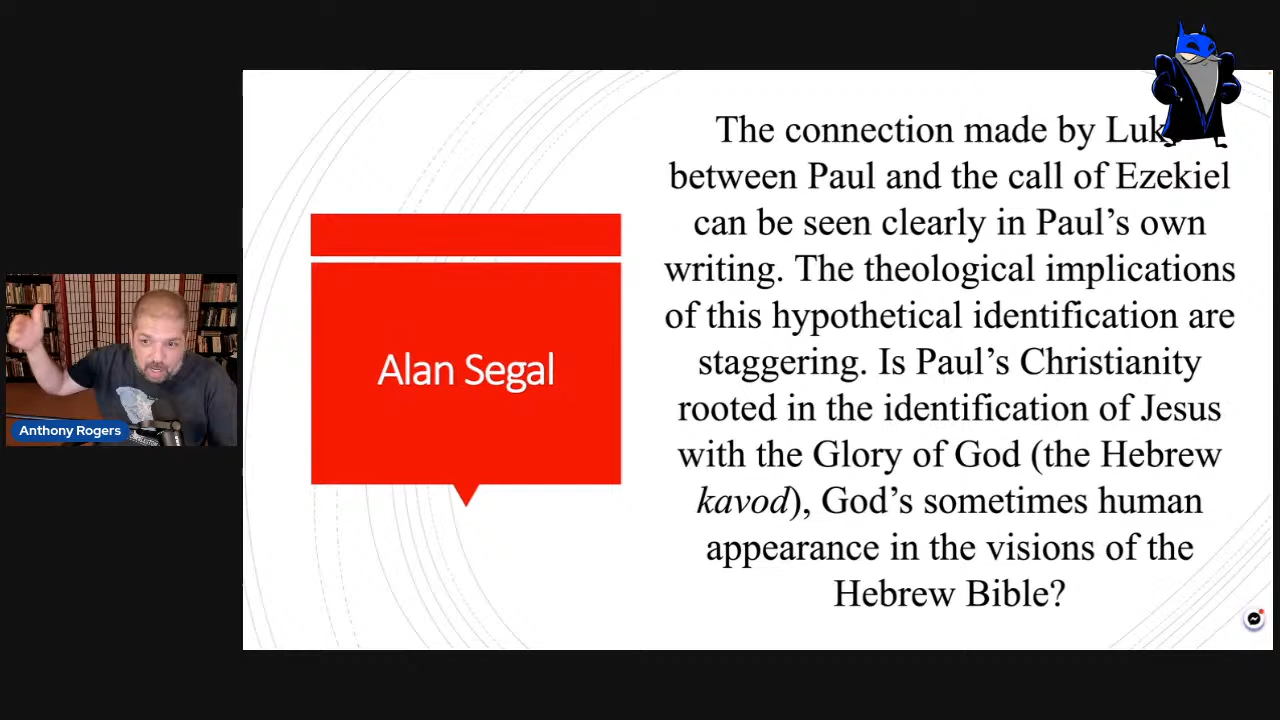 The connection made by Luk
between Paul and the call of Ezekiel
can be seen clearly in Paul’s own
writing. The theological implications
of this hypothetical identification are
staggering. Is Paul’s Christianity
rooted in the identification of Jesus
with the Glory of God (the Hebrew
kavod), God’s sometimes human
appearance in the visions of the
Hebrew Bible?
Alan Segal
Anthony Rogers